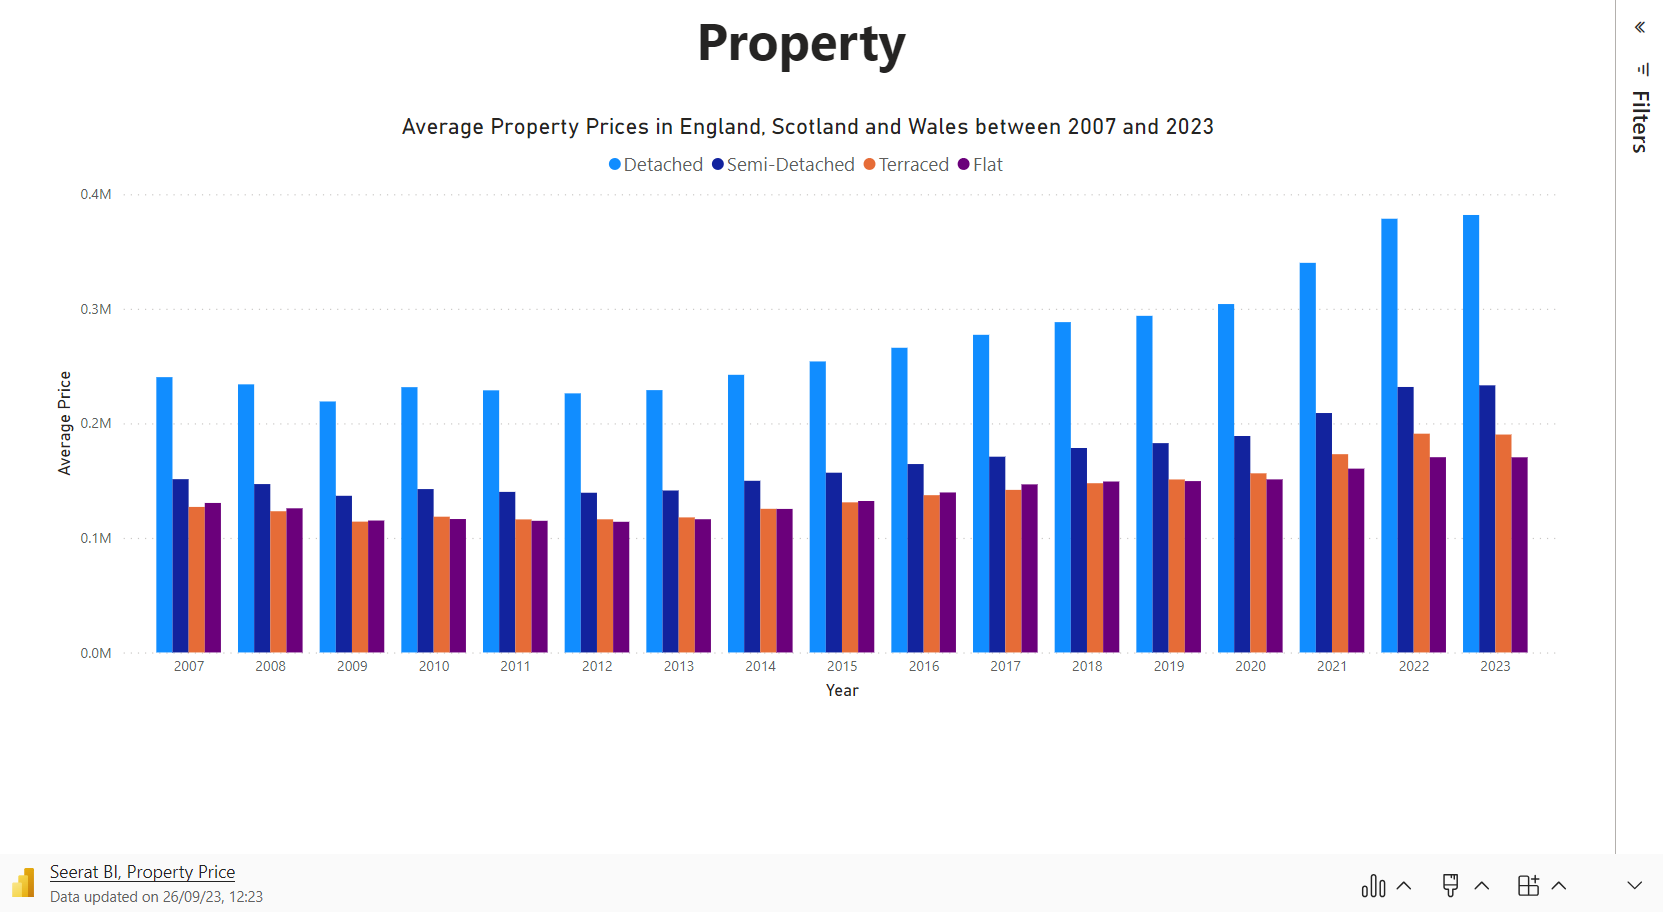 Property
Average Property Prices in England, Scotland and Wales between 2007 and 2023
Detached Semi-Detached Terraced Flat
0.4M
0.3M
0.2M
0.1M
0.0M
Average Price
2007 2008 2009 2010 2011 2012 2013 2014 2015 2016 2017 2018 2019 2020 2021 2022 2023
Year
Filters
Seerat BI, Property Price
Data updated on 26/09/23, 12:23